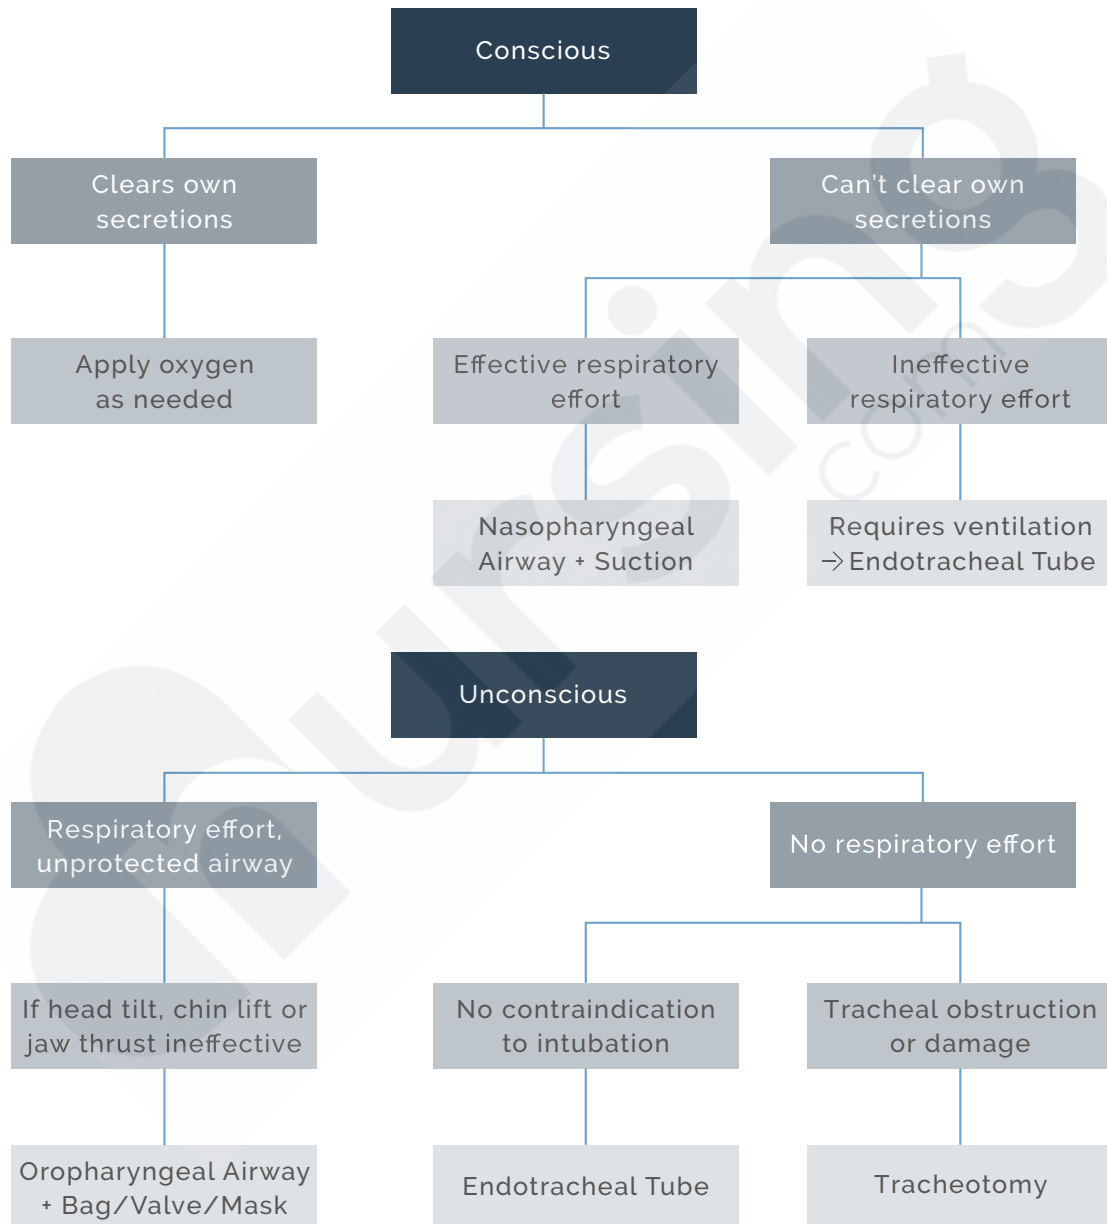 Conscious
Clears own
secretions
Can't clear own
secretions
Apply oxygen
as needed
Effective respiratory
effort
Ineffective
respiratory effort
Nasopharyngeal
Airway + Suction
Requires ventilation
→ Endotracheal Tube
Unconscious
Respiratory effort,
unprotected airway
No respiratory effort
If head tilt, chin lift or
jaw thrust ineffective
No contraindication
to intubation
Tracheal obstruction
or damage
Oropharyngeal Airway
+ Bag/Valve/Mask
Endotracheal Tube
Tracheotomy
nursing
com